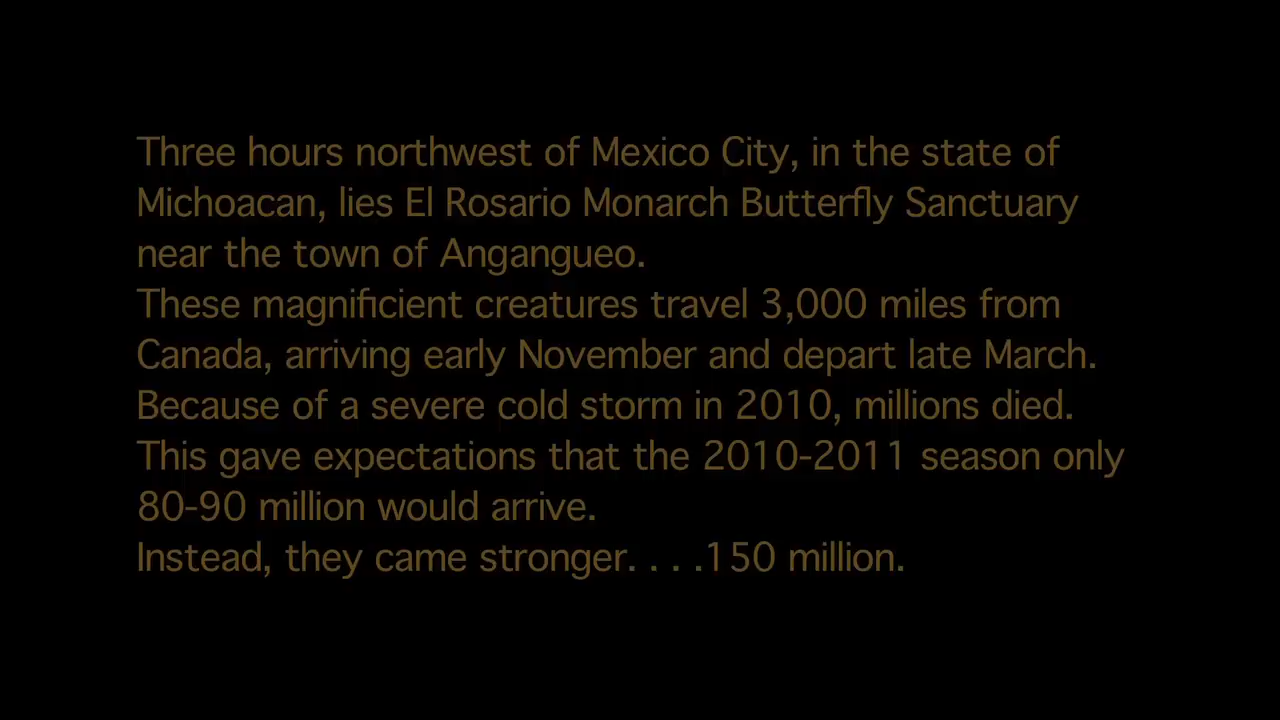 Three hours northwest of Mexico City, in the state of
Michoacan, lies El Rosario Monarch Butterfly Sanctuary
near the town of Angangueo.
These magnificient creatures travel 3,000 miles from
Canada, arriving early November and depart late March.
Because of a severe cold storm in 2010, millions died.
This gave expectations that the 2010-2011 season only
80-90 million would arrive.
Instead, they came stronger. . . .150 million.